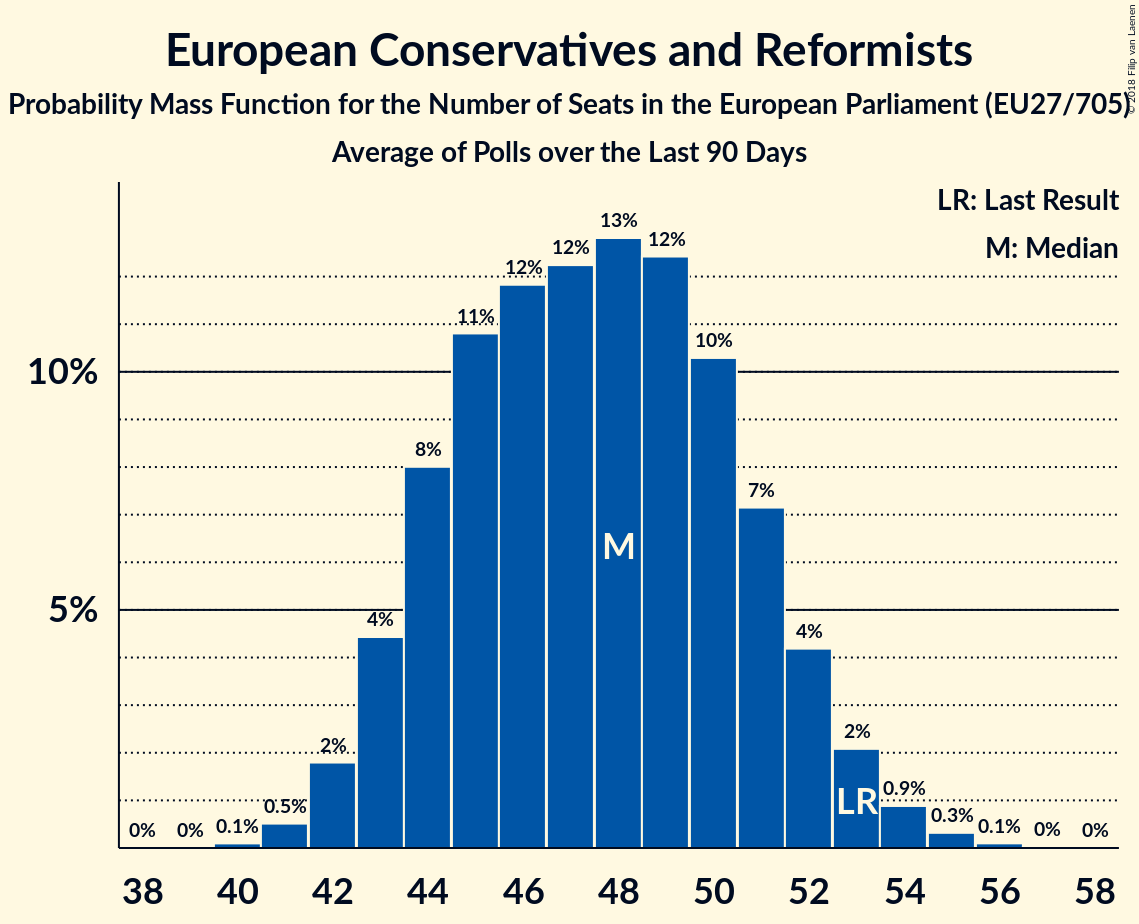 European Conservatives and Reformists
Probability Mass Function for the Number of Seats in the European Parliament (EU27/705)
Average of Polls over the Last 90 Days
© 2018 Filip van Laenen
LR: Last Result
M: Median
10%
5%
0% 0% 0.1% 0.5% 2% 4% 8% 11% 12% 12% 13% 12% 10% 7% 4% 2% 0.9% 0.3% 0.1% 0% 0%
M
LR
38 40 42 44 46 48 50 52 54 56 58